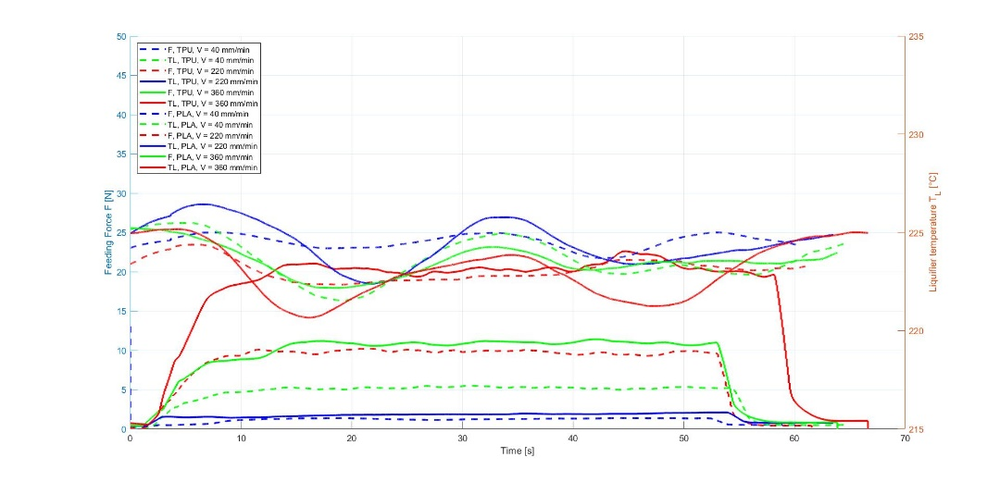 50
45
40
35
30
25
20
15
10
5
0
Feeding Force F [N]
F, TPU, V = 40 mm/min
TL, TPU, V = 40 mm/min
F, TPU, V = 220 mm/min
TL, TPU, V = 220 mm/min
F, TPU, V = 360 mm/min
TL, TPU, V = 360 mm/min
F, PLA, V = 40 mm/min
TL, PLA, V = 40 mm/min
F, PLA, V = 220 mm/min
TL, PLA, V = 220 mm/min
F, PLA, V = 360 mm/min
TL, PLA, V = 360 mm/min
235
230
225
220
215
Liquifier temperature T_L [°C]
0 10 20 30 40 50 60 70
Time [s]